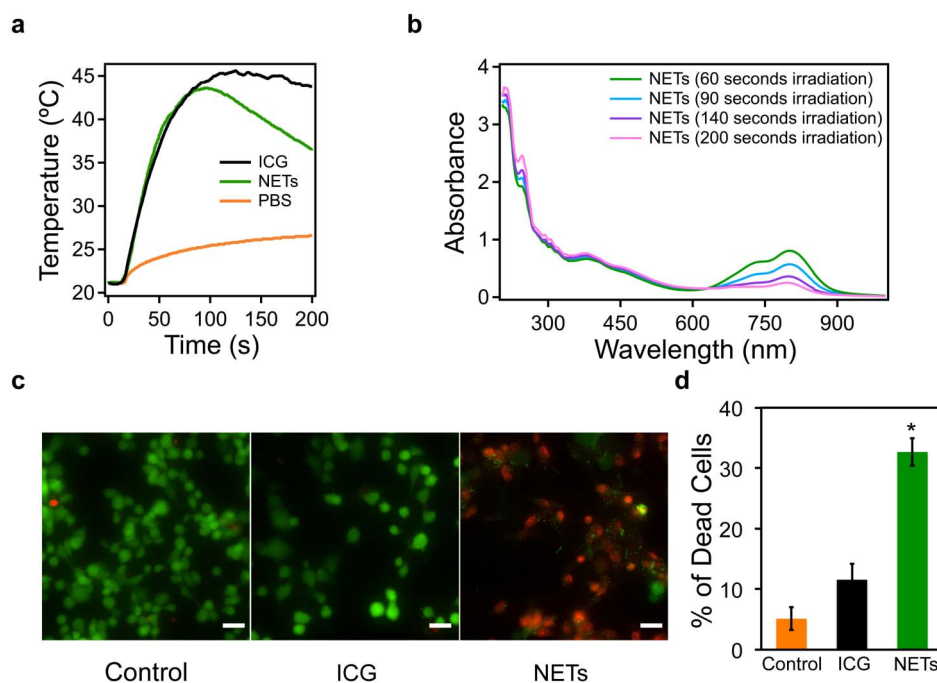 a
45
40
35
30
25
20
0
50
100
150
200
Temperature (ºC)
Time (s)
ICG
NETs
PBS
b
4
3
2
1
0
300
450
600
750
900
Absorbance
Wavelength (nm)
NETs (60 seconds irradiation)
NETs (90 seconds irradiation)
NETs (140 seconds irradiation)
NETs (200 seconds irradiation)
c
Control
ICG
NETs
d
40
30
20
10
0
% of Dead Cells
*
Control
ICG
NETs